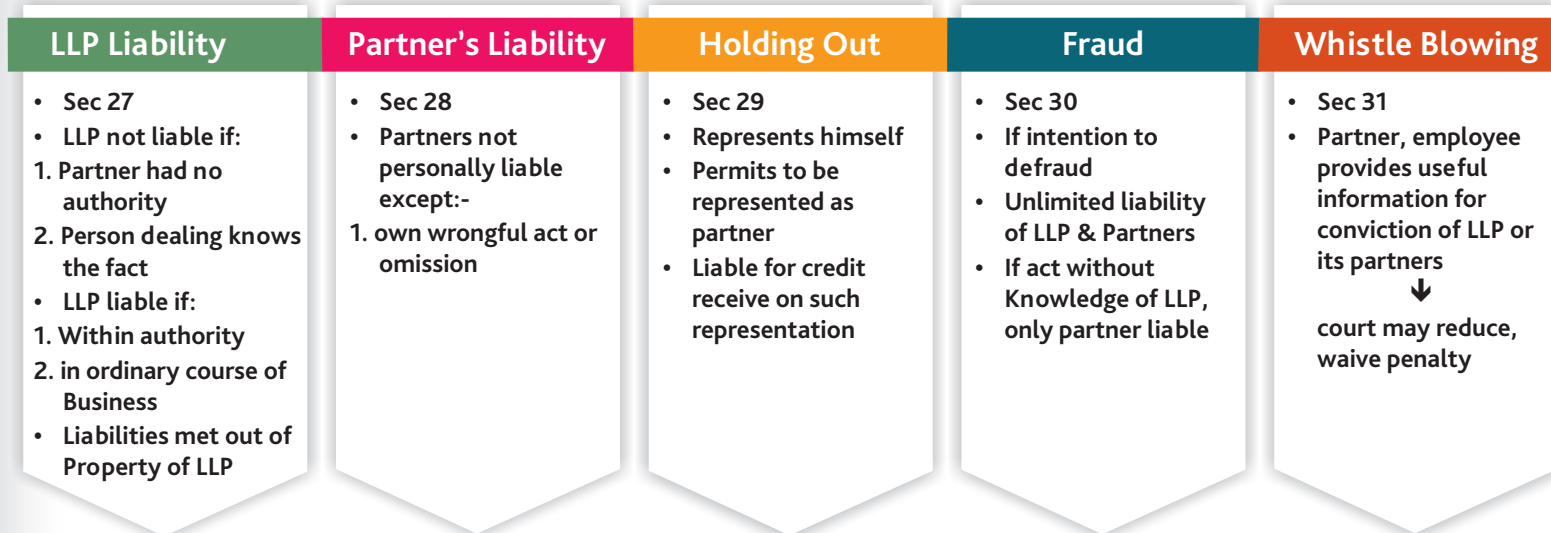 LLP Liability
• Sec 27
• LLP not liable if:
1. Partner had no
authority
2. Person dealing knows
the fact
• LLP liable if:
1. Within authority
2. in ordinary course of
Business
• Liabilities met out of
Property of LLP
Partner's Liability
• Sec 28
• Partners not
personally liable
except:-
1. own wrongful act or
omission
Holding Out
• Sec 29
• Represents himself
• Permits to be
represented as
partner
• Liable for credit
receive on such
representation
Fraud
• Sec 30
• If intention to
defraud
• Unlimited liability
of LLP & Partners
• If act without
Knowledge of LLP,
only partner liable
Whistle Blowing
• Sec 31
• Partner, employee
provides useful
information for
conviction of LLP or
its partners
↓
court may reduce,
waive penalty